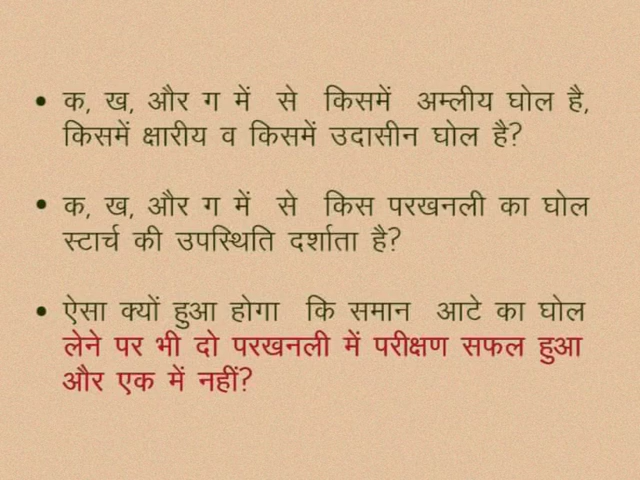 • क, ख, और ग में से किसमें अम्लीय घोल है,
किसमें क्षारीय व किसमें उदासीन घोल है?
• क, ख, और ग में से किस परखनली का घोल
स्टार्च की उपस्थिति दर्शाता है?
• ऐसा क्यों हुआ होगा कि समान आटे का घोल
लेने पर भी दो परखनली में परीक्षण सफल हुआ
और एक में नहीं?